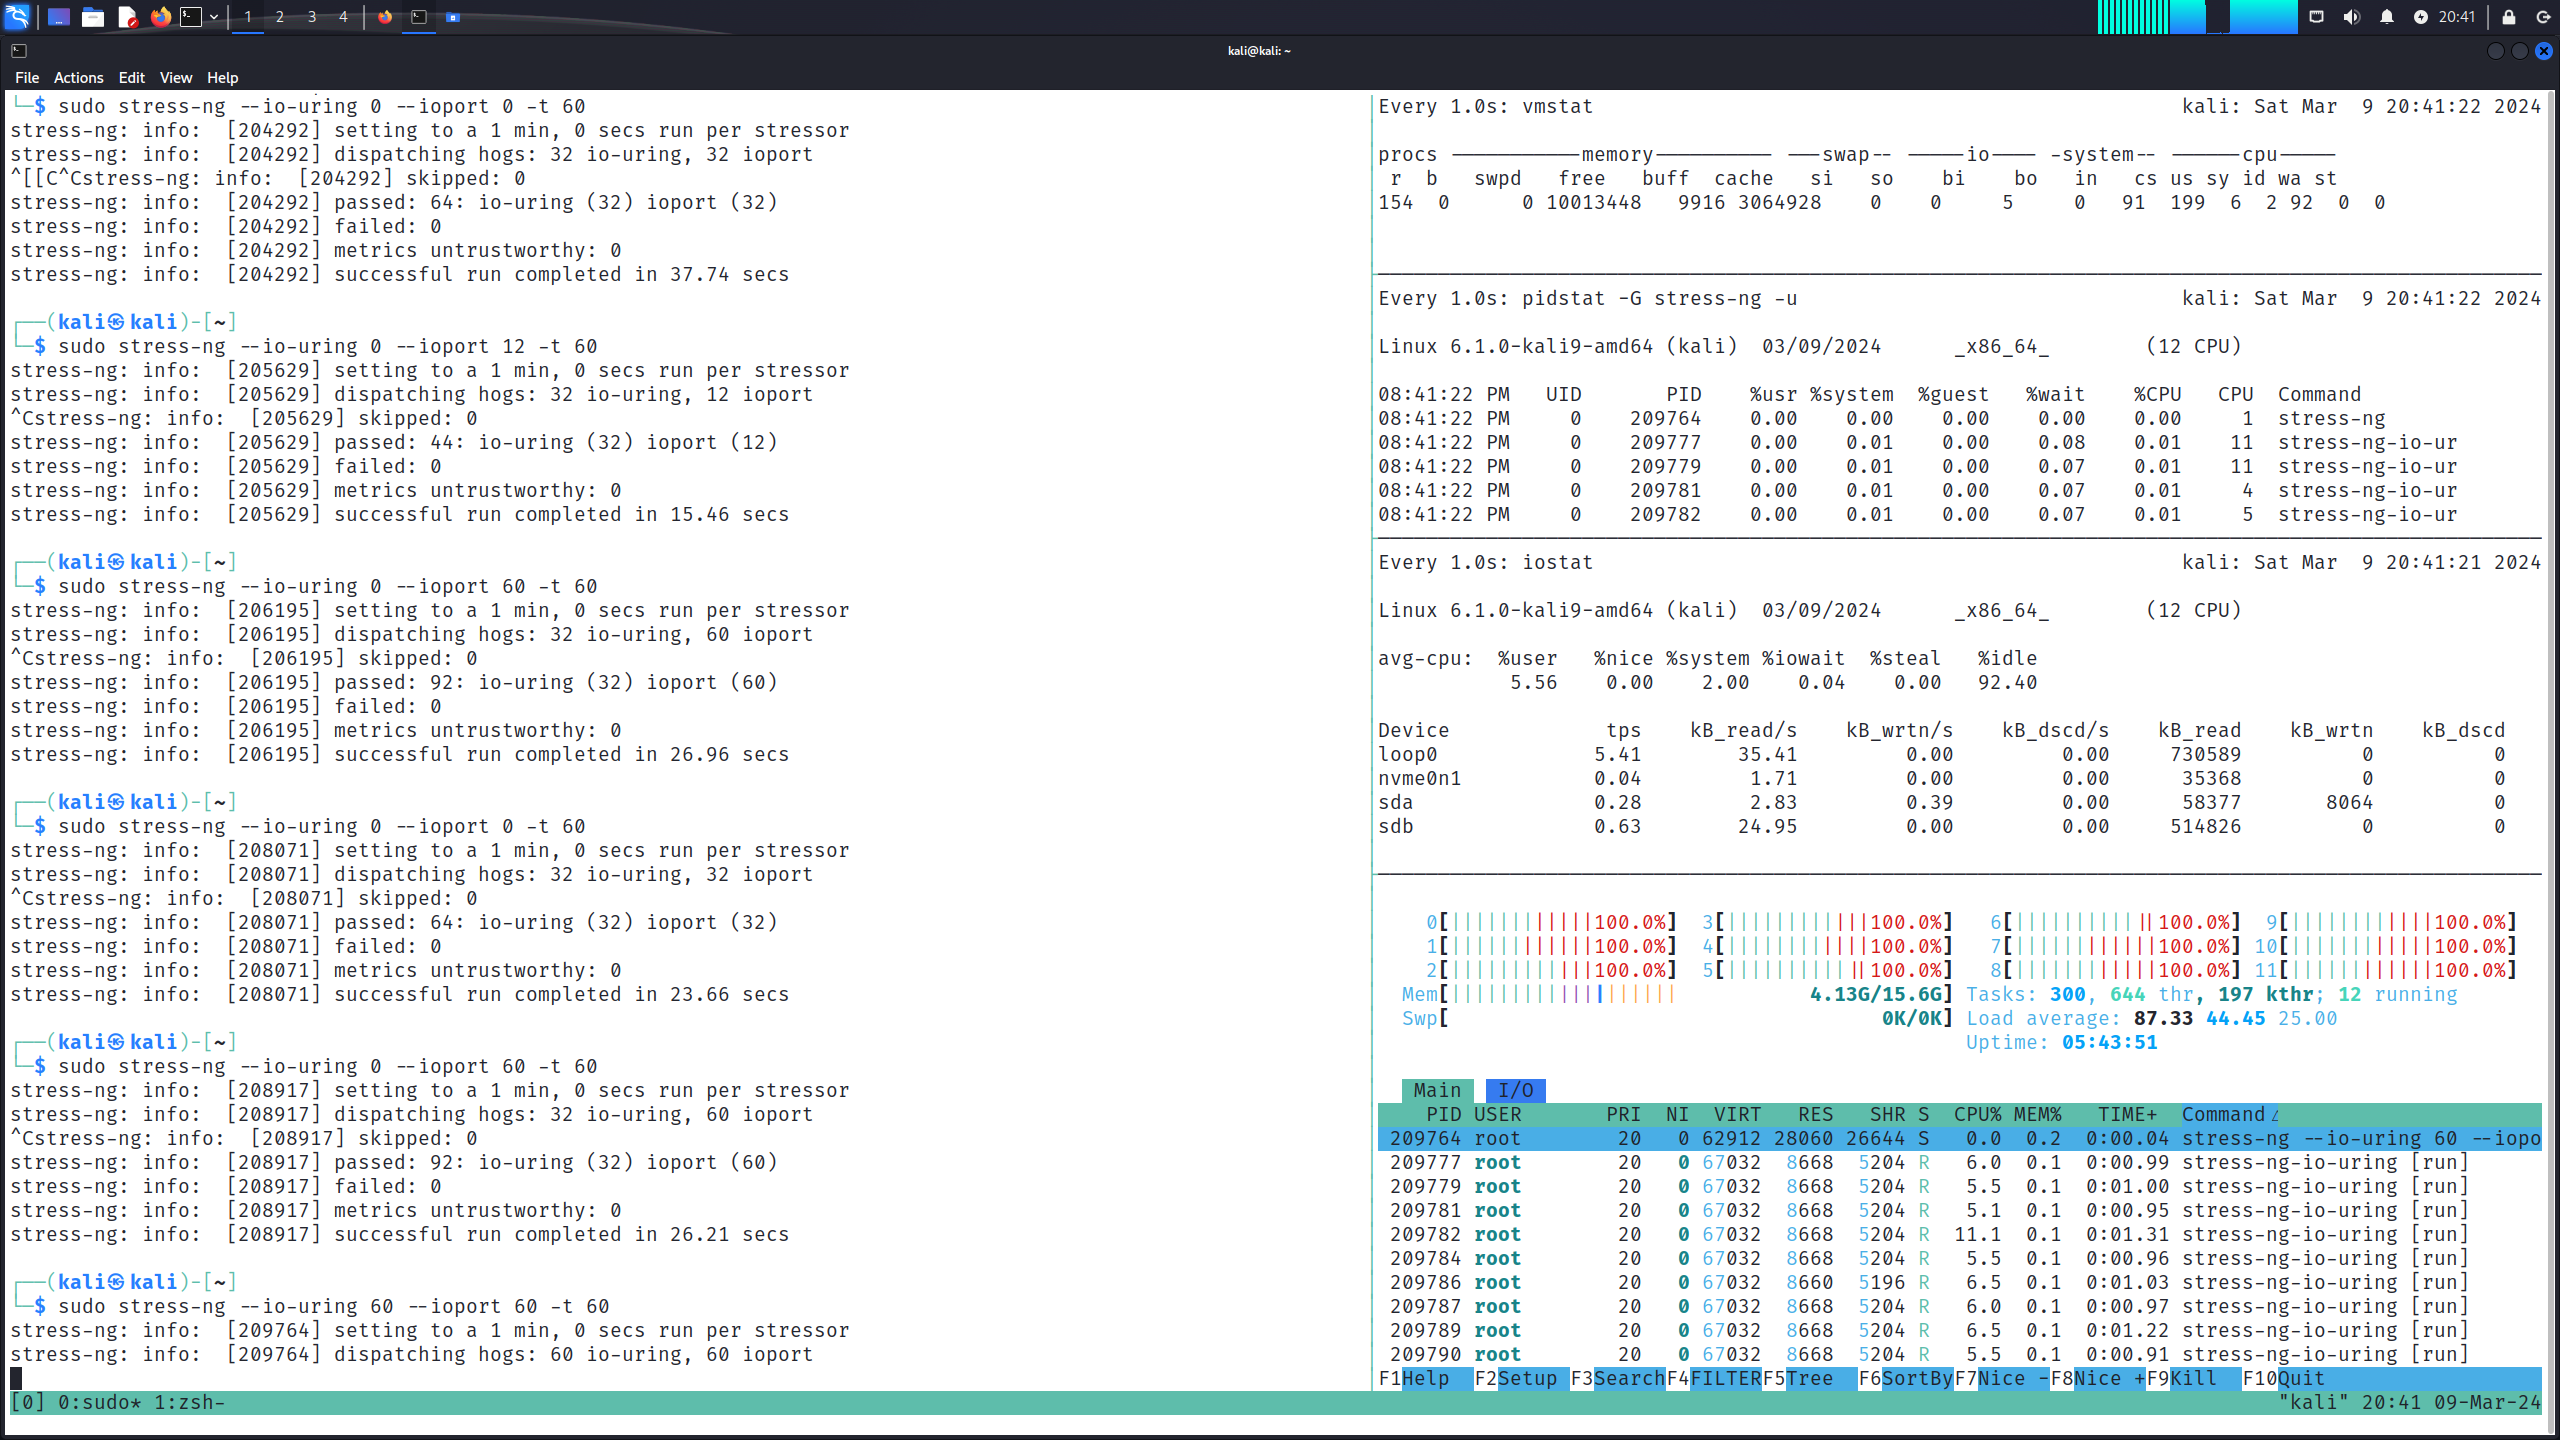 1 2 3 4
20:41
kali@kali: ~
File Actions Edit View Help
└─$ sudo stress-ng --io-uring 0 --ioport 0 -t 60
stress-ng: info:  [204292] setting to a 1 min, 0 secs run per stressor
stress-ng: info:  [204292] dispatching hogs: 32 io-uring, 32 ioport
^[[C^Cstress-ng: info:  [204292] skipped: 0
stress-ng: info:  [204292] passed: 64: io-uring (32) ioport (32)
stress-ng: info:  [204292] failed: 0
stress-ng: info:  [204292] metrics untrustworthy: 0
stress-ng: info:  [204292] successful run completed in 37.74 secs
┌──(kali㉿kali)-[~]
└─$ sudo stress-ng --io-uring 0 --ioport 12 -t 60
stress-ng: info:  [205629] setting to a 1 min, 0 secs run per stressor
stress-ng: info:  [205629] dispatching hogs: 32 io-uring, 12 ioport
^Cstress-ng: info:  [205629] skipped: 0
stress-ng: info:  [205629] passed: 44: io-uring (32) ioport (12)
stress-ng: info:  [205629] failed: 0
stress-ng: info:  [205629] metrics untrustworthy: 0
stress-ng: info:  [205629] successful run completed in 15.46 secs
┌──(kali㉿kali)-[~]
└─$ sudo stress-ng --io-uring 0 --ioport 60 -t 60
stress-ng: info:  [206195] setting to a 1 min, 0 secs run per stressor
stress-ng: info:  [206195] dispatching hogs: 32 io-uring, 60 ioport
^Cstress-ng: info:  [206195] skipped: 0
stress-ng: info:  [206195] passed: 92: io-uring (32) ioport (60)
stress-ng: info:  [206195] failed: 0
stress-ng: info:  [206195] metrics untrustworthy: 0
stress-ng: info:  [206195] successful run completed in 26.96 secs
┌──(kali㉿kali)-[~]
└─$ sudo stress-ng --io-uring 0 --ioport 0 -t 60
stress-ng: info:  [208071] setting to a 1 min, 0 secs run per stressor
stress-ng: info:  [208071] dispatching hogs: 32 io-uring, 32 ioport
^Cstress-ng: info:  [208071] skipped: 0
stress-ng: info:  [208071] passed: 64: io-uring (32) ioport (32)
stress-ng: info:  [208071] failed: 0
stress-ng: info:  [208071] metrics untrustworthy: 0
stress-ng: info:  [208071] successful run completed in 23.66 secs
┌──(kali㉿kali)-[~]
└─$ sudo stress-ng --io-uring 0 --ioport 60 -t 60
stress-ng: info:  [208917] setting to a 1 min, 0 secs run per stressor
stress-ng: info:  [208917] dispatching hogs: 32 io-uring, 60 ioport
^Cstress-ng: info:  [208917] skipped: 0
stress-ng: info:  [208917] passed: 92: io-uring (32) ioport (60)
stress-ng: info:  [208917] failed: 0
stress-ng: info:  [208917] metrics untrustworthy: 0
stress-ng: info:  [208917] successful run completed in 26.21 secs
┌──(kali㉿kali)-[~]
└─$ sudo stress-ng --io-uring 60 --ioport 60 -t 60
stress-ng: info:  [209764] setting to a 1 min, 0 secs run per stressor
stress-ng: info:  [209764] dispatching hogs: 60 io-uring, 60 ioport
Every 1.0s: vmstat kali: Sat Mar  9 20:41:22 2024
procs -----------memory---------- ---swap-- -----io---- -system-- ------cpu-----
r b swpd free buff cache si so bi bo in cs us sy id wa st
154 0 0 10013448 9916 3064928 0 0 5 0 91 199 6 2 92 0 0
Every 1.0s: pidstat -G stress-ng -u kali: Sat Mar  9 20:41:22 2024
Linux 6.1.0-kali9-amd64 (kali) 03/09/2024 _x86_64_ (12 CPU)
08:41:22 PM UID PID %usr %system %guest %wait %CPU CPU Command
08:41:22 PM 0 209764 0.00 0.00 0.00 0.00 0.00 1 stress-ng
08:41:22 PM 0 209777 0.00 0.01 0.00 0.08 0.01 11 stress-ng-io-ur
08:41:22 PM 0 209779 0.00 0.01 0.00 0.07 0.01 11 stress-ng-io-ur
08:41:22 PM 0 209781 0.00 0.01 0.00 0.07 0.01 4 stress-ng-io-ur
08:41:22 PM 0 209782 0.00 0.01 0.00 0.07 0.01 5 stress-ng-io-ur
Every 1.0s: iostat kali: Sat Mar  9 20:41:21 2024
Linux 6.1.0-kali9-amd64 (kali) 03/09/2024 _x86_64_ (12 CPU)
avg-cpu: %user %nice %system %iowait %steal %idle
5.56 0.00 2.00 0.04 0.00 92.40
Device tps kB_read/s kB_wrtn/s kB_dscd/s kB_read kB_wrtn kB_dscd
loop0 5.41 35.41 0.00 0.00 730589 0 0
nvme0n1 0.04 1.71 0.00 0.00 35368 0 0
sda 0.28 2.83 0.39 0.00 58377 8064 0
sdb 0.63 24.95 0.00 0.00 514826 0 0
0[|||||||||||||100.0%] 3[|||||||||||||100.0%] 6[|||||||||||||100.0%] 9[|||||||||||||100.0%]
1[|||||||||||||100.0%] 4[|||||||||||||100.0%] 7[|||||||||||||100.0%] 10[|||||||||||||100.0%]
2[|||||||||||||100.0%] 5[|||||||||||||100.0%] 8[|||||||||||||100.0%] 11[|||||||||||||100.0%]
Mem[||||||||||||||||||| 4.13G/15.6G] Tasks: 300, 644 thr, 197 kthr; 12 running
Swp[ 0K/0K] Load average: 87.33 44.45 25.00
Uptime: 05:43:51
Main I/O
PID USER PRI NI VIRT RES SHR S CPU% MEM% TIME+ Command△
209764 root 20 0 62912 28060 26644 S 0.0 0.2 0:00.04 stress-ng --io-uring 60 --iopo
209777 root 20 0 67032 8668 5204 R 6.0 0.1 0:00.99 stress-ng-io-uring [run]
209779 root 20 0 67032 8668 5204 R 5.5 0.1 0:01.00 stress-ng-io-uring [run]
209781 root 20 0 67032 8668 5204 R 5.1 0.1 0:00.95 stress-ng-io-uring [run]
209782 root 20 0 67032 8668 5204 R 11.1 0.1 0:01.31 stress-ng-io-uring [run]
209784 root 20 0 67032 8668 5204 R 5.5 0.1 0:00.96 stress-ng-io-uring [run]
209786 root 20 0 67032 8660 5196 R 6.5 0.1 0:01.03 stress-ng-io-uring [run]
209787 root 20 0 67032 8668 5204 R 6.0 0.1 0:00.97 stress-ng-io-uring [run]
209789 root 20 0 67032 8668 5204 R 6.5 0.1 0:01.22 stress-ng-io-uring [run]
209790 root 20 0 67032 8668 5204 R 5.5 0.1 0:00.91 stress-ng-io-uring [run]
F1Help F2Setup F3SearchF4FILTERF5Tree F6SortByF7Nice -F8Nice +F9Kill F10Quit
[0] 0:sudo* 1:zsh- "kali" 20:41 09-Mar-24